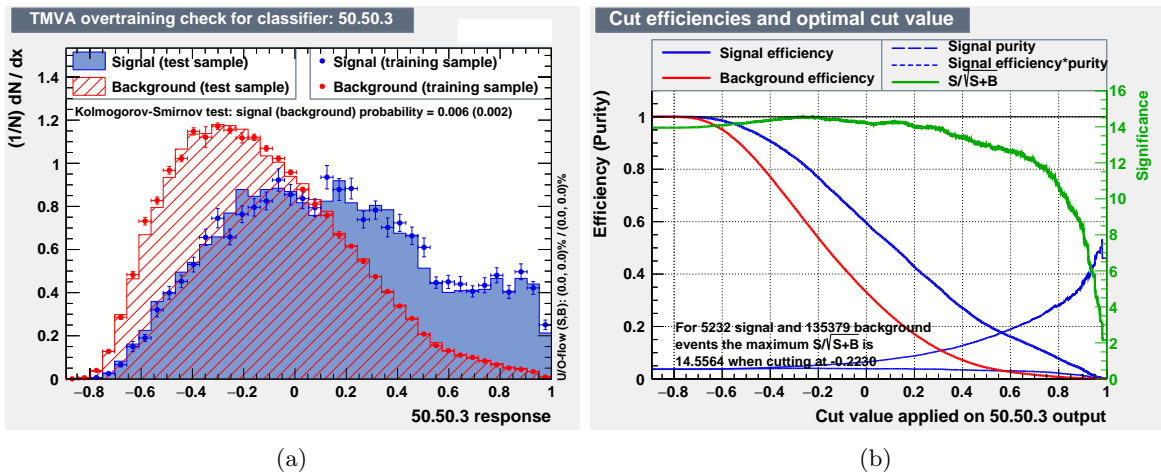 TMVA overtraining check for classifier: 50.50.3
Signal (test sample)
Background (test sample)
Signal (training sample)
Background (training sample)
Kolmogorov-Smirnov test: signal (background) probability = 0.006 (0.002)
(1/N) dN / dx
1.4
1.2
1
0.8
0.6
0.4
0.2
0
−0.8 −0.6 −0.4 −0.2 0 0.2 0.4 0.6 0.8 1
50.50.3 response
U/O-flow (S,B): (0.0, 0.0)% / (0.0, 0.0)%
(a)
Cut efficiencies and optimal cut value
Signal efficiency
Background efficiency
Signal purity
Signal efficiency*purity
S/√S+B
Efficiency (Purity)
1
0.8
0.6
0.4
0.2
0
For 5232 signal and 135379 background
events the maximum S/√S+B is
14.5564 when cutting at -0.2230
−0.8 −0.6 −0.4 −0.2 0 0.2 0.4 0.6 0.8 1
Cut value applied on 50.50.3 output
16
14
12
10
8
6
4
2
0
Significance
(b)